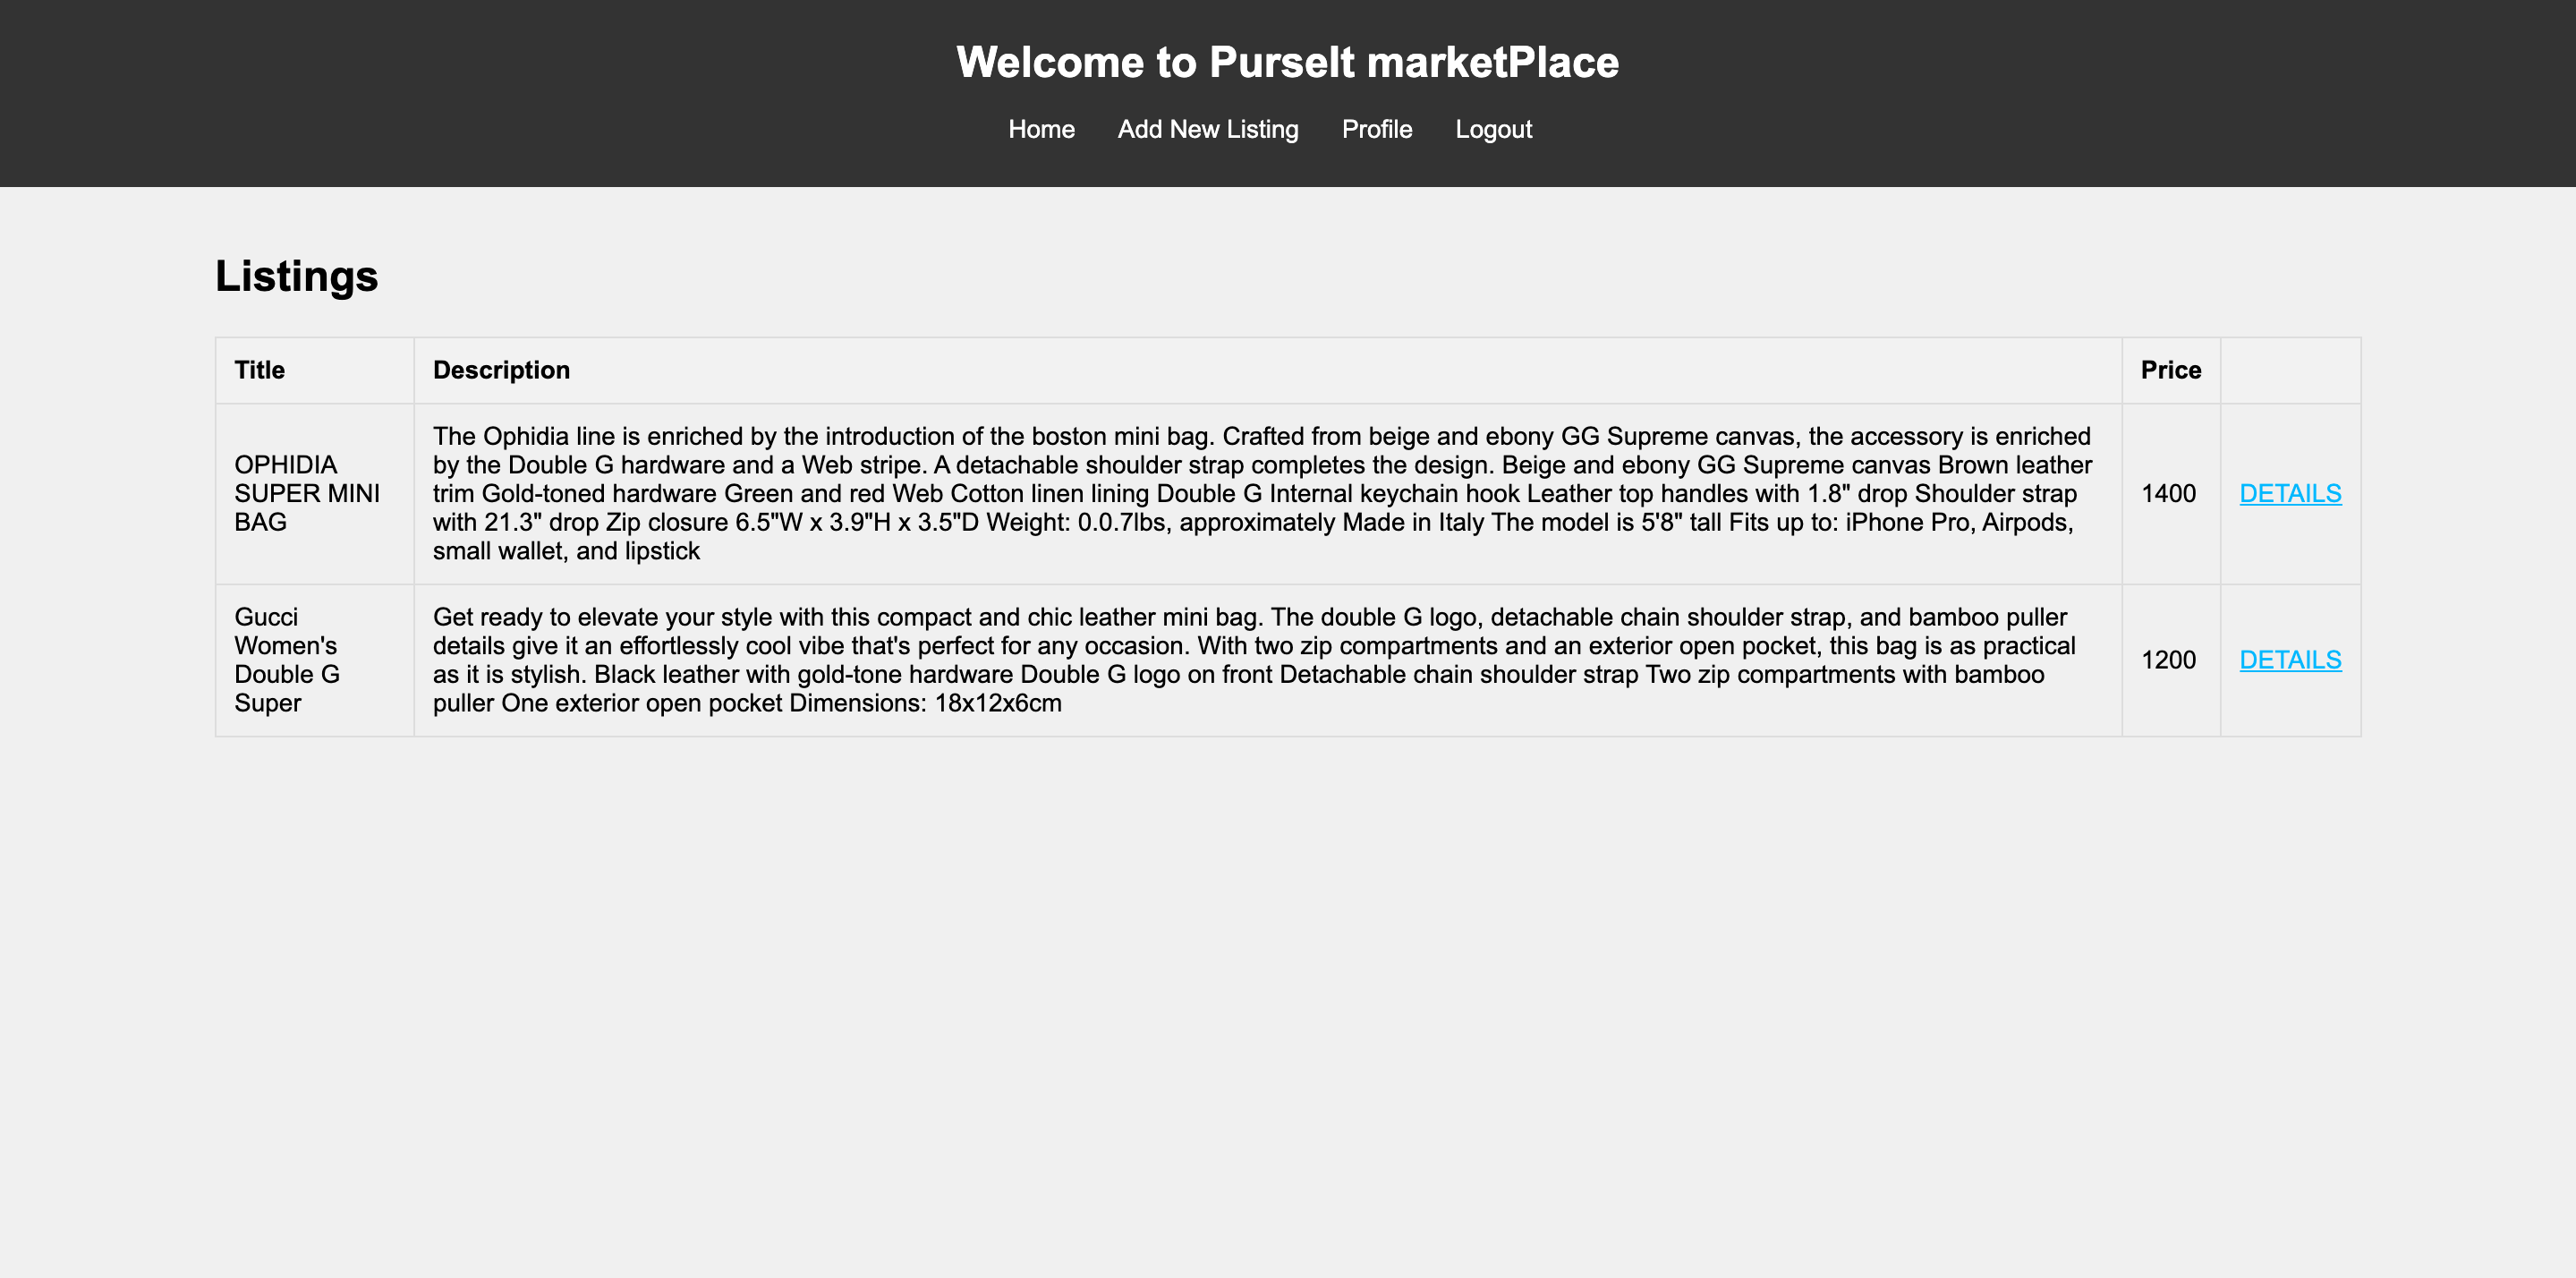 Welcome to PurseIt marketPlace
Home Add New Listing Profile Logout
Listings
Title Description Price
OPHIDIA
SUPER MINI
BAG
The Ophidia line is enriched by the introduction of the boston mini bag. Crafted from beige and ebony GG Supreme canvas, the accessory is enriched
by the Double G hardware and a Web stripe. A detachable shoulder strap completes the design. Beige and ebony GG Supreme canvas Brown leather
trim Gold-toned hardware Green and red Web Cotton linen lining Double G Internal keychain hook Leather top handles with 1.8" drop Shoulder strap
with 21.3" drop Zip closure 6.5"W x 3.9"H x 3.5"D Weight: 0.0.7lbs, approximately Made in Italy The model is 5'8" tall Fits up to: iPhone Pro, Airpods,
small wallet, and lipstick
1400
DETAILS
Gucci
Women's
Double G
Super
Get ready to elevate your style with this compact and chic leather mini bag. The double G logo, detachable chain shoulder strap, and bamboo puller
details give it an effortlessly cool vibe that's perfect for any occasion. With two zip compartments and an exterior open pocket, this bag is as practical
as it is stylish. Black leather with gold-tone hardware Double G logo on front Detachable chain shoulder strap Two zip compartments with bamboo
puller One exterior open pocket Dimensions: 18x12x6cm
1200
DETAILS